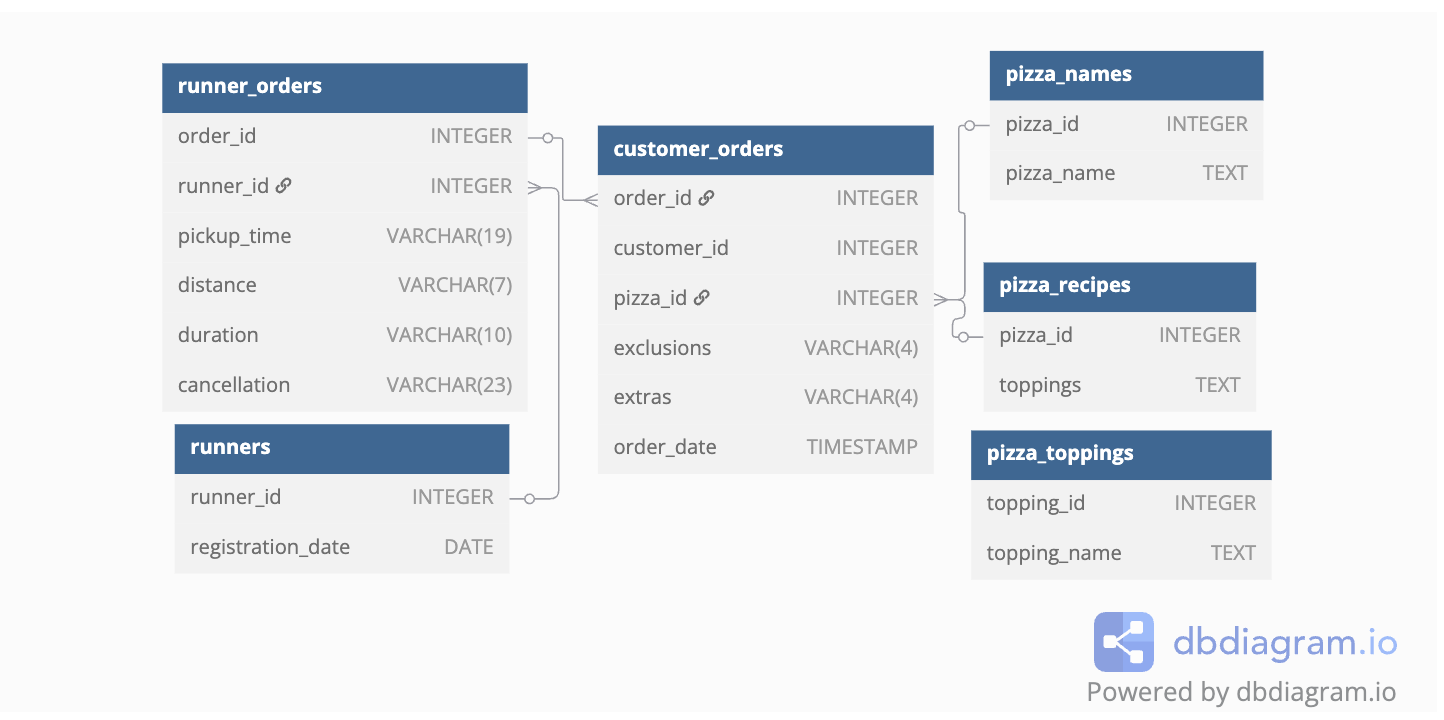 runner_orders
order_id INTEGER
runner_id INTEGER
pickup_time VARCHAR(19)
distance VARCHAR(7)
duration VARCHAR(10)
cancellation VARCHAR(23)
runners
runner_id INTEGER
registration_date DATE
customer_orders
order_id INTEGER
customer_id INTEGER
pizza_id INTEGER
exclusions VARCHAR(4)
extras VARCHAR(4)
order_date TIMESTAMP
pizza_names
pizza_id INTEGER
pizza_name TEXT
pizza_recipes
pizza_id INTEGER
toppings TEXT
pizza_toppings
topping_id INTEGER
topping_name TEXT
dbdiagram.io
Powered by dbdiagram.io